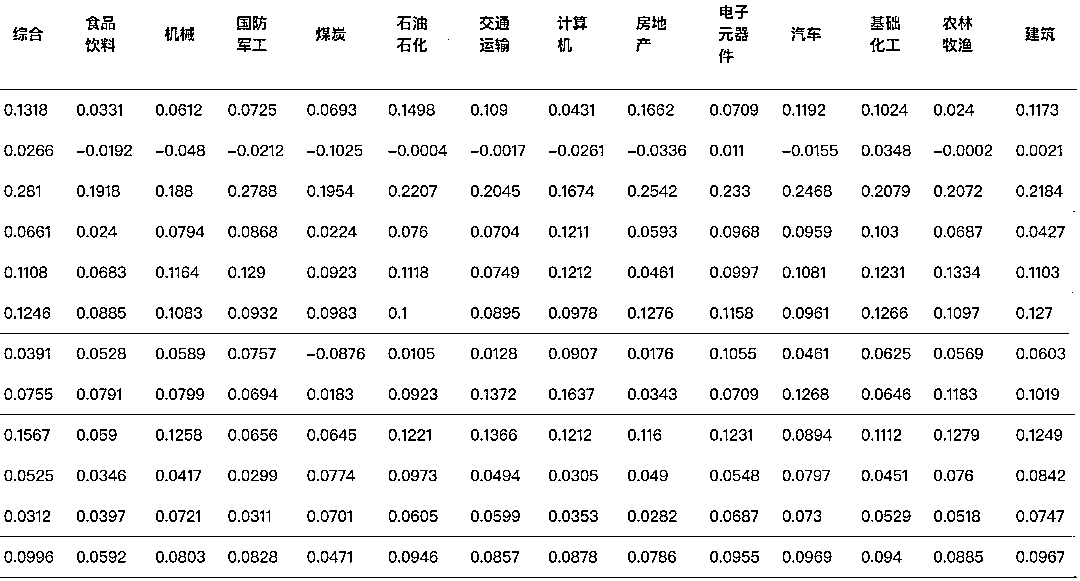 综合 食品饮料 机械 国防军工 煤炭 石油石化 交通运输 计算机 房地产 电子元器件 汽车 基础化工 农林牧渔 建筑
0.1318 0.0331 0.0612 0.0725 0.0693 0.1498 0.109 0.0431 0.1662 0.0709 0.1192 0.1024 0.024 0.1173
0.0266 –0.0192 –0.048 –0.0212 –0.1025 –0.0004 –0.0017 –0.0261 –0.0336 0.011 –0.0155 0.0348 –0.0002 0.0021
0.281 0.1918 0.188 0.2788 0.1954 0.2207 0.2045 0.1674 0.2542 0.233 0.2468 0.2079 0.2072 0.2184
0.0661 0.024 0.0794 0.0868 0.0224 0.076 0.0704 0.1211 0.0593 0.0968 0.0959 0.103 0.0687 0.0427
0.1108 0.0683 0.1164 0.129 0.0923 0.1118 0.0749 0.1212 0.0461 0.0997 0.1081 0.1231 0.1334 0.1103
0.1246 0.0885 0.1083 0.0932 0.0983 0.1 0.0895 0.0978 0.1276 0.1158 0.0961 0.1266 0.1097 0.127
0.0391 0.0528 0.0589 0.0757 –0.0876 0.0105 0.0128 0.0907 0.0176 0.1055 0.0461 0.0625 0.0569 0.0603
0.0755 0.0791 0.0799 0.0694 0.0183 0.0923 0.1372 0.1637 0.0343 0.0709 0.1268 0.0646 0.1183 0.1019
0.1567 0.059 0.1258 0.0656 0.0645 0.1221 0.1366 0.1212 0.116 0.1231 0.0894 0.1112 0.1279 0.1249
0.0525 0.0346 0.0417 0.0299 0.0774 0.0973 0.0494 0.0305 0.049 0.0548 0.0797 0.0451 0.076 0.0842
0.0312 0.0397 0.0721 0.0311 0.0701 0.0605 0.0599 0.0353 0.0282 0.0687 0.073 0.0529 0.0518 0.0747
0.0996 0.0592 0.0803 0.0828 0.0471 0.0946 0.0857 0.0878 0.0786 0.0955 0.0969 0.094 0.0885 0.0967